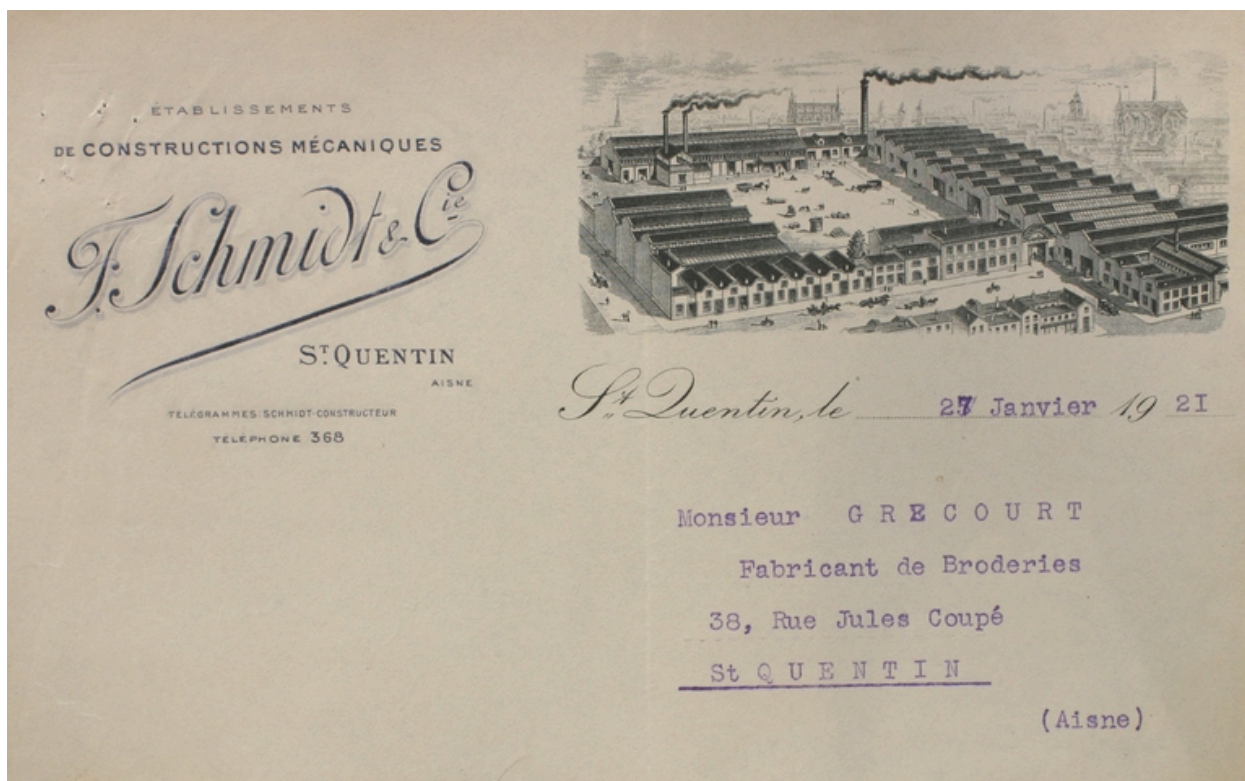 ÉTABLISSEMENTS
DE CONSTRUCTIONS MÉCANIQUES
F. Schmidt & Cie
ST QUENTIN
AISNE
TÉLÉGRAMMES: SCHMIDT-CONSTRUCTEUR
TÉLÉPHONE 368
St Quentin, le 27 Janvier 1921
Monsieur GRECOURT
Fabricant de Broderies
38, Rue Jules Coupé
St QUENTIN
(Aisne)